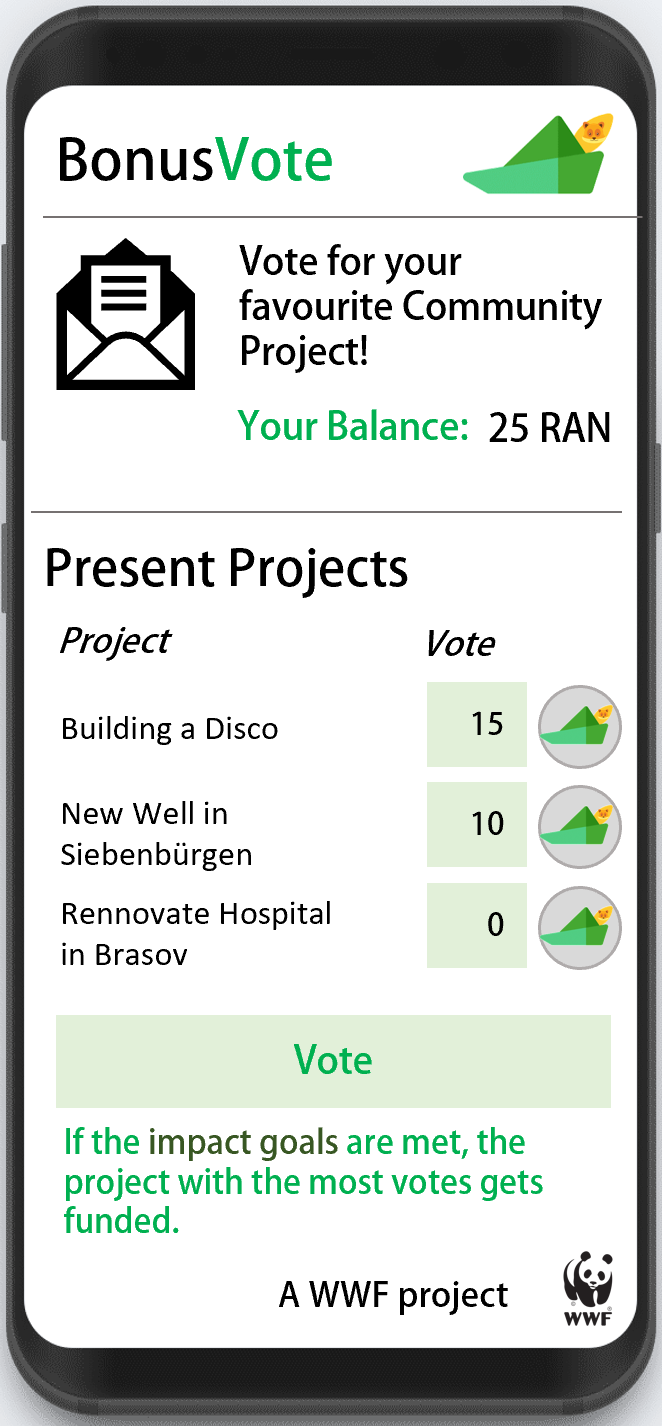 BonusVote
Vote for your
favourite Community
Project!
Your Balance: 25 RAN
Present Projects
Project Vote
Building a Disco 15
New Well in
Siebenbürgen 10
Rennovate Hospital
in Brasov 0
Vote
If the impact goals are met, the
project with the most votes gets
funded.
A WWF project
© WWF ®